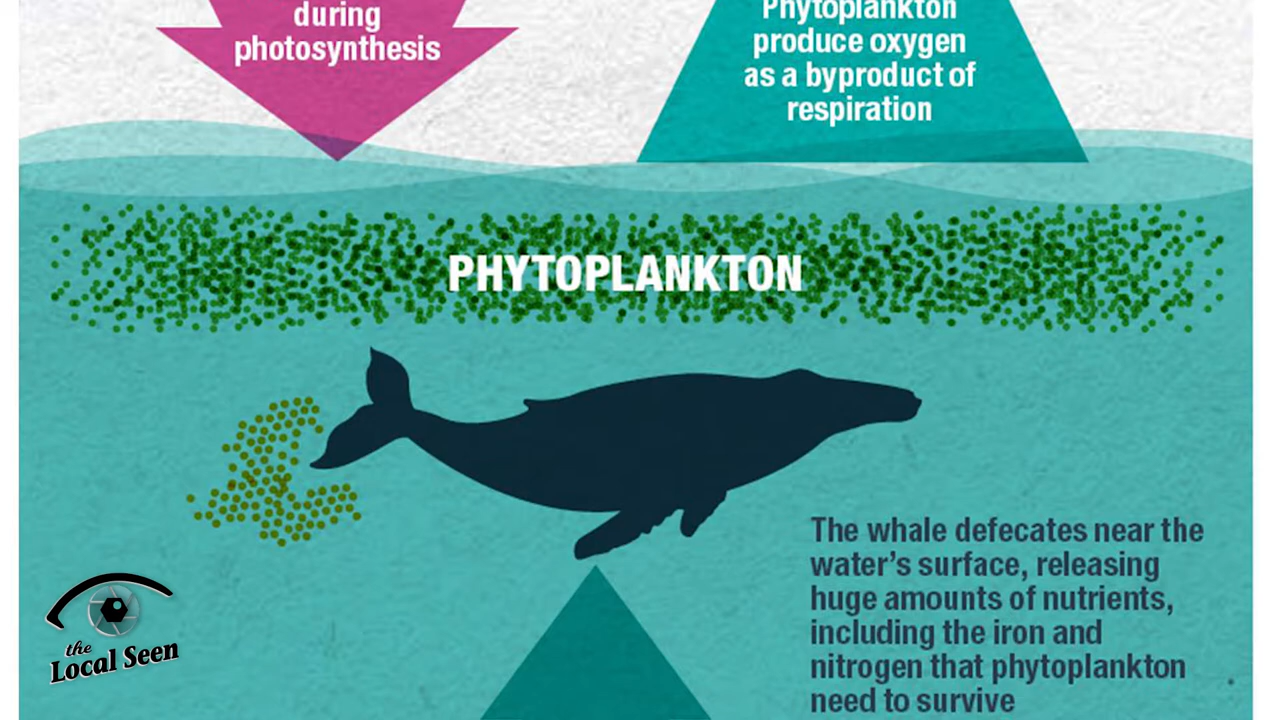 during
photosynthesis
Phytoplankton
produce oxygen
as a byproduct of
respiration
PHYTOPLANKTON
The whale defecates near the
water's surface, releasing
huge amounts of nutrients,
including the iron and
nitrogen that phytoplankton
need to survive
the
Local Seen